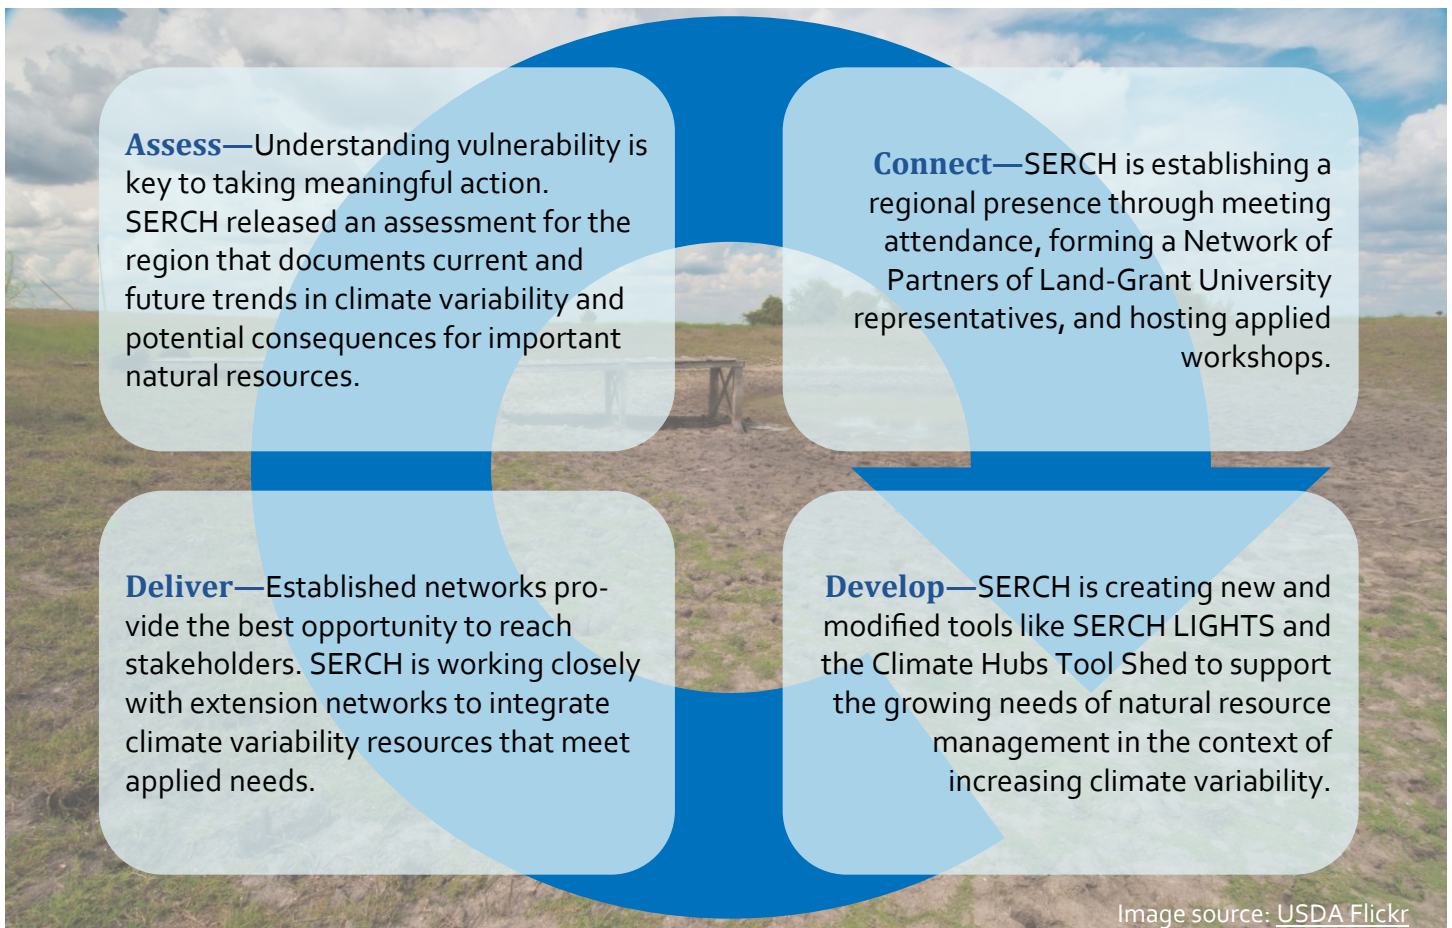 Assess—Understanding vulnerability is
key to taking meaningful action.
SERCH released an assessment for the
region that documents current and
future trends in climate variability and
potential consequences for important
natural resources.
Connect—SERCH is establishing a
regional presence through meeting
attendance, forming a Network of
Partners of Land-Grant University
representatives, and hosting applied
workshops.
Deliver—Established networks pro-
vide the best opportunity to reach
stakeholders. SERCH is working closely
with extension networks to integrate
climate variability resources that meet
applied needs.
Develop—SERCH is creating new and
modified tools like SERCH LIGHTS and
the Climate Hubs Tool Shed to support
the growing needs of natural resource
management in the context of
increasing climate variability.
Image source: USDA Flickr